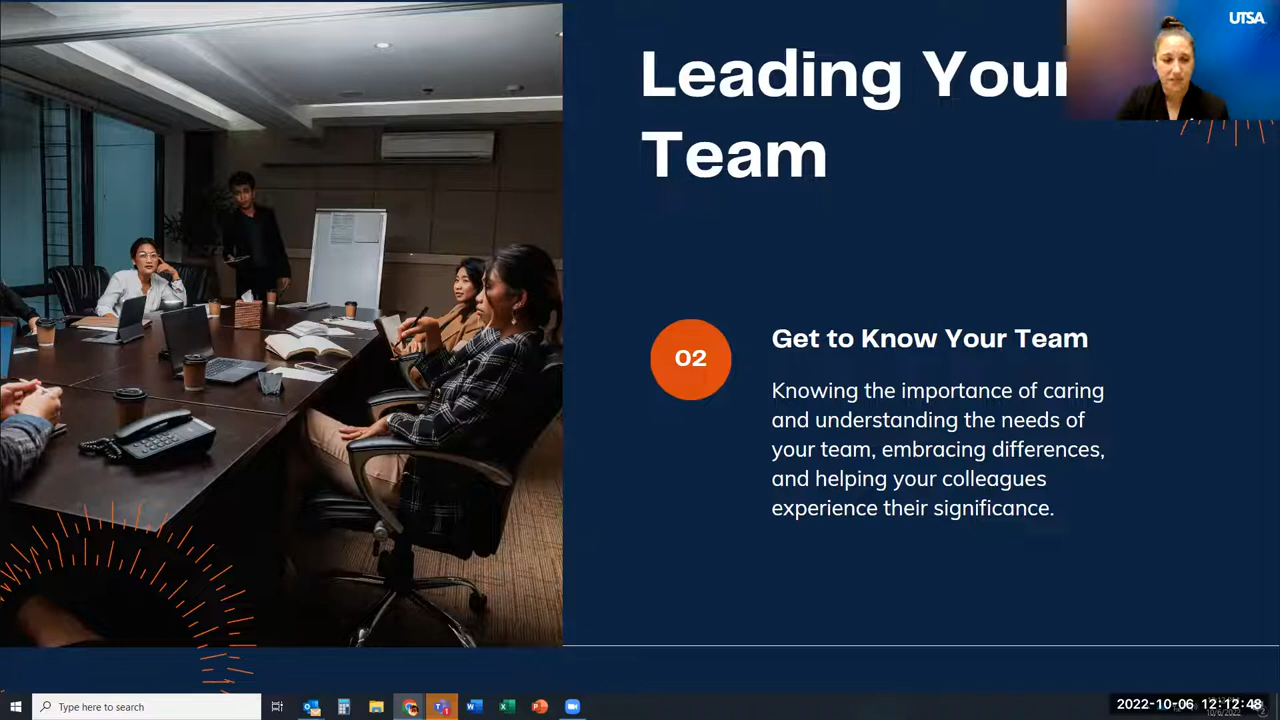 Leading Your
Team
UTSA
02
Get to Know Your Team
Knowing the importance of caring
and understanding the needs of
your team, embracing differences,
and helping your colleagues
experience their significance.
Type here to search
2022-10-06 12:12:48